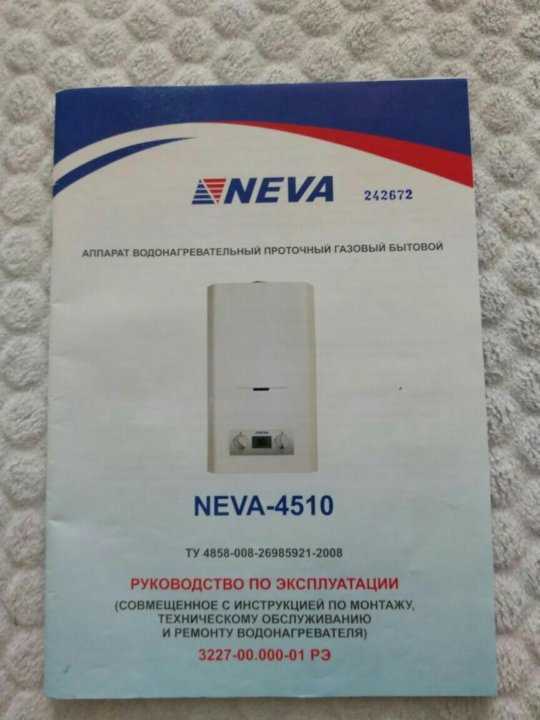 NEVA 242672
АППАРАТ ВОДОНАГРЕВАТЕЛЬНЫЙ ПРОТОЧНЫЙ ГАЗОВЫЙ БЫТОВОЙ
NEVA-4510
ТУ 4858-008-26985921-2008
РУКОВОДСТВО ПО ЭКСПЛУАТАЦИИ
(СОВМЕЩЕННОЕ С ИНСТРУКЦИЕЙ ПО МОНТАЖУ,
ТЕХНИЧЕСКОМУ ОБСЛУЖИВАНИЮ
И РЕМОНТУ ВОДОНАГРЕВАТЕЛЯ)
3227-00.000-01 РЭ